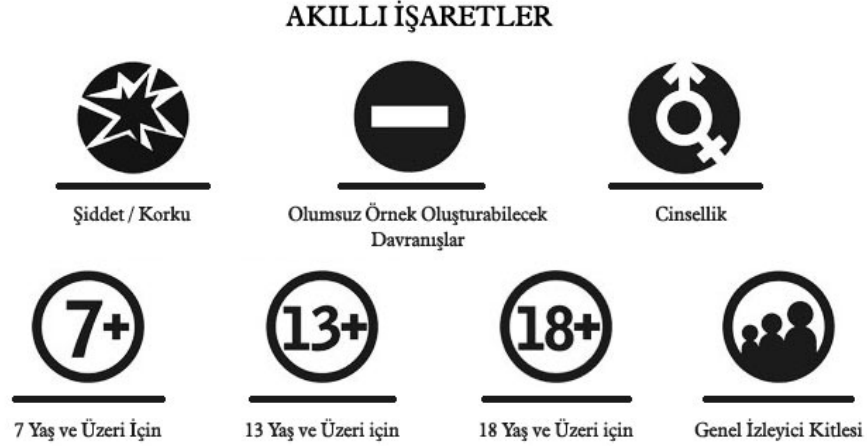 AKILLI İŞARETLER
Şiddet / Korku
Olumsuz Örnek Oluşturabilecek
Davranışlar
Cinsellik
7+
13+
18+
7 Yaş ve Üzeri İçin
13 Yaş ve Üzeri için
18 Yaş ve Üzeri için
Genel İzleyici Kitlesi